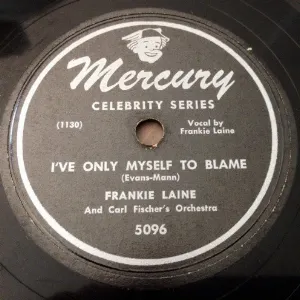 Mercury
CELEBRITY SERIES
(1130)
Vocal by
Frankie Laine
I'VE ONLY MYSELF TO BLAME
(Evans-Mann)
FRANKIE LAINE
And Carl Fischer's Orchestra
5096